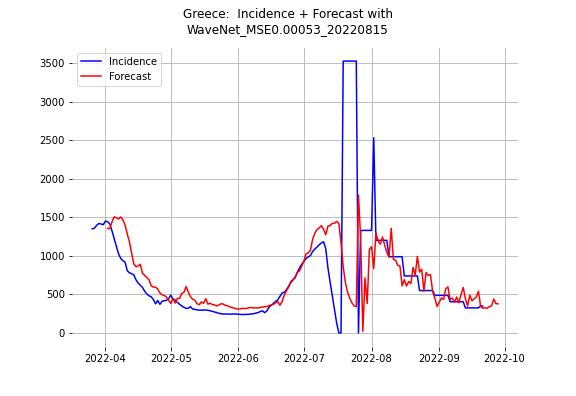 Greece:  Incidence + Forecast with
WaveNet_MSE0.00053_20220815
Incidence
Forecast
3500
3000
2500
2000
1500
1000
500
0
2022-04 2022-05 2022-06 2022-07 2022-08 2022-09 2022-10